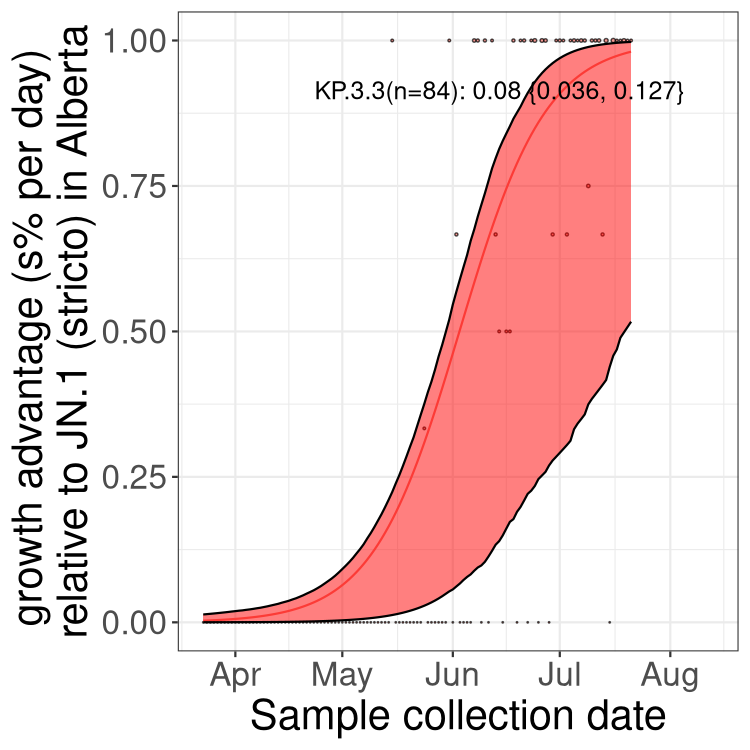 growth advantage (s% per day)
relative to JN.1 (stricto) in Alberta
1.00
0.75
0.50
0.25
0.00
KP.3.3(n=84): 0.08 {0.036, 0.127}
Apr May Jun Jul Aug
Sample collection date